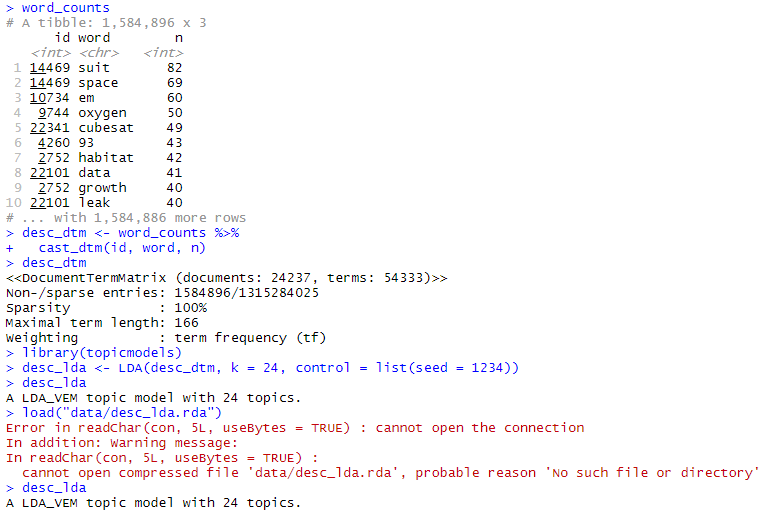 > word_counts
# A tibble: 1,584,896 x 3
id word n
<int> <chr> <int>
1 14469 suit 82
2 14469 space 69
3 10734 em 60
4 9744 oxygen 50
5 22341 cubesat 49
6 4260 93 43
7 2752 habitat 42
8 22101 data 41
9 2752 growth 40
10 22101 leak 40
# ... with 1,584,886 more rows
> desc_dtm <- word_counts %>%
+ cast_dtm(id, word, n)
> desc_dtm
<<DocumentTermMatrix (documents: 24237, terms: 54333)>>
Non-/sparse entries: 1584896/1315284025
Sparsity : 100%
Maximal term length: 166
Weighting : term frequency (tf)
> library(topicmodels)
> desc_lda <- LDA(desc_dtm, k = 24, control = list(seed = 1234))
> desc_lda
A LDA_VEM topic model with 24 topics.
> load("data/desc_lda.rda")
Error in readChar(con, 5L, useBytes = TRUE) : cannot open the connection
In addition: Warning message:
In readChar(con, 5L, useBytes = TRUE) :
cannot open compressed file 'data/desc_lda.rda', probable reason 'No such file or directory'
> desc_lda
A LDA_VEM topic model with 24 topics.